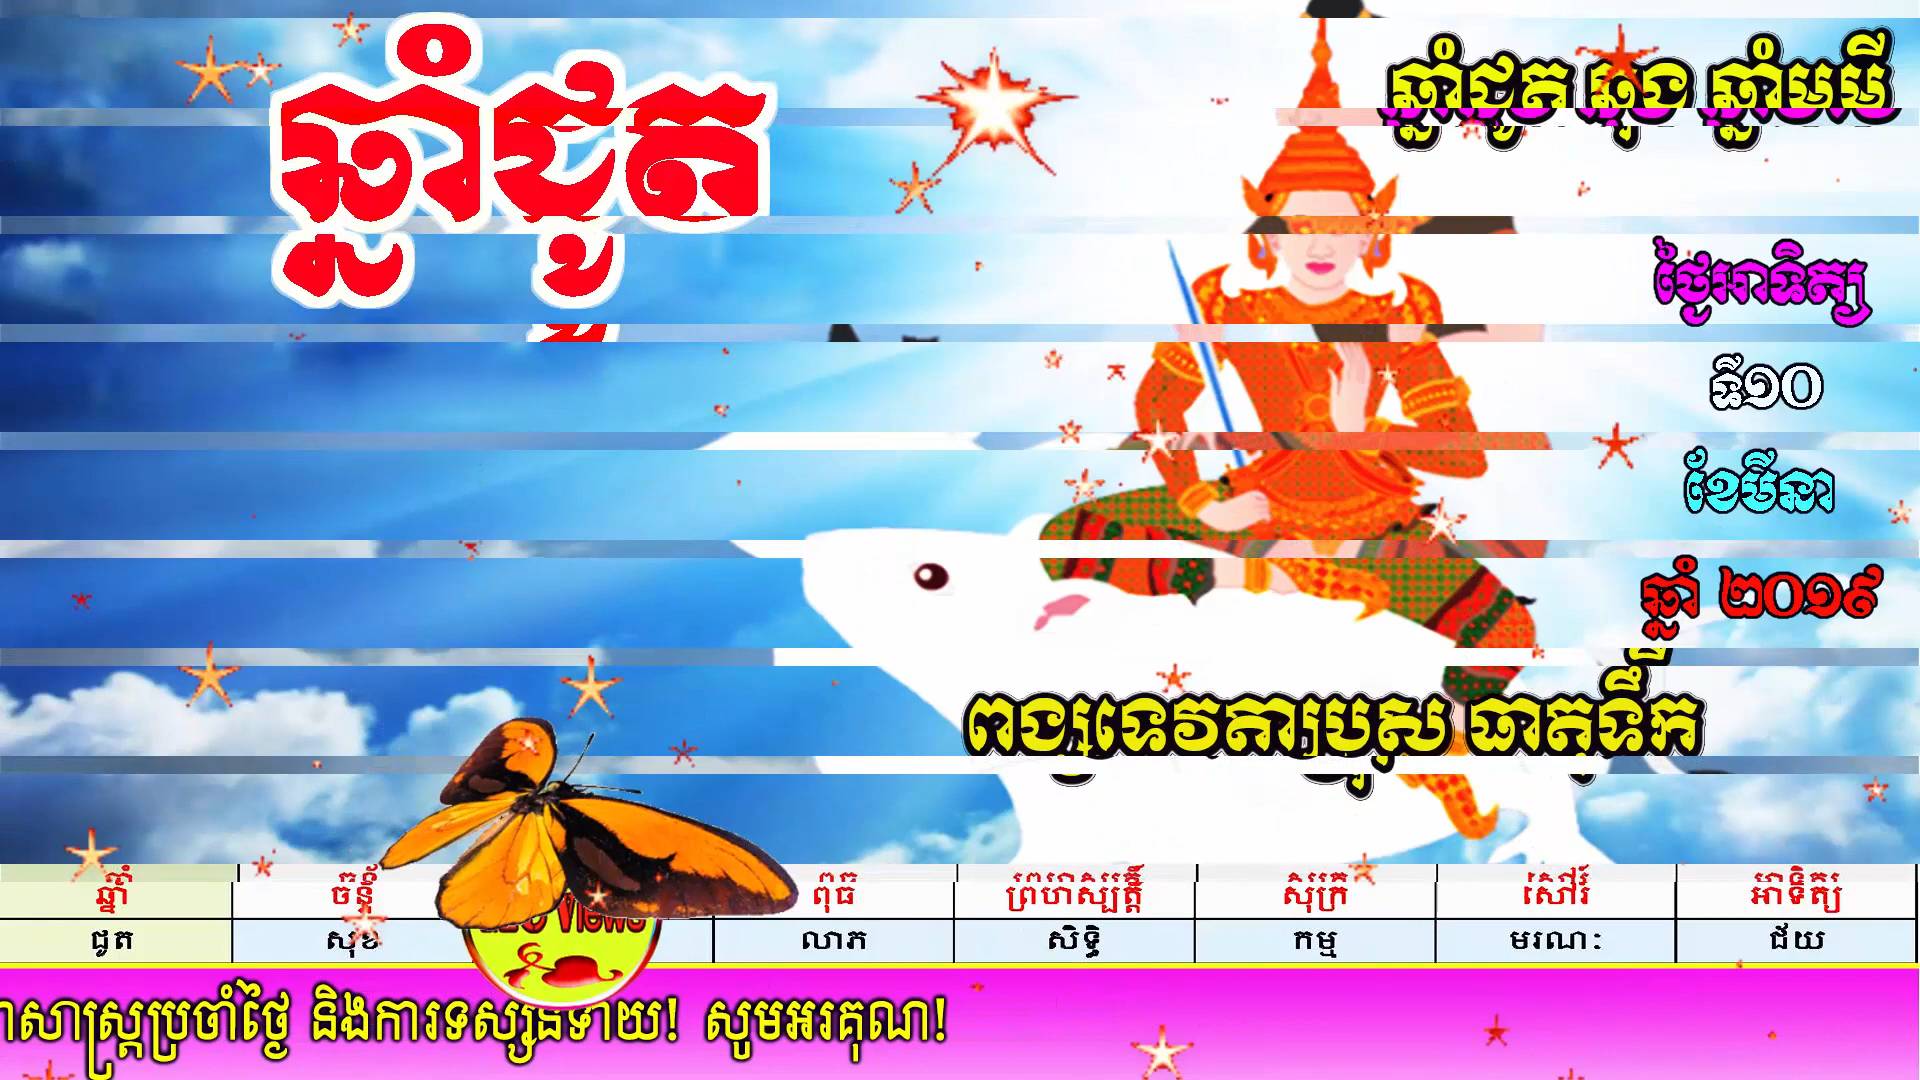 ឆ្នាំជូត
ឆ្នាំជូត ឆុង ឆ្នាំមមី
ថ្ងៃអាទិត្យ
ទី១០
ខែមីនា
ឆ្នាំ ២០១៩
ពង្សទេវតាប្រុស ធាតុទឹក
ឆ្នាំ ច័ន្ទ ពុធ ព្រហស្បតិ៍ សុក្រ សៅរ៍ អាទិត្យ
ជូត សុខ លាភ សិទ្ធិ កម្ម មរណៈ ជ័យ
Views
សាស្ត្រប្រចាំថ្ងៃ និងការទស្សន៍ទាយ! សូមអរគុណ!